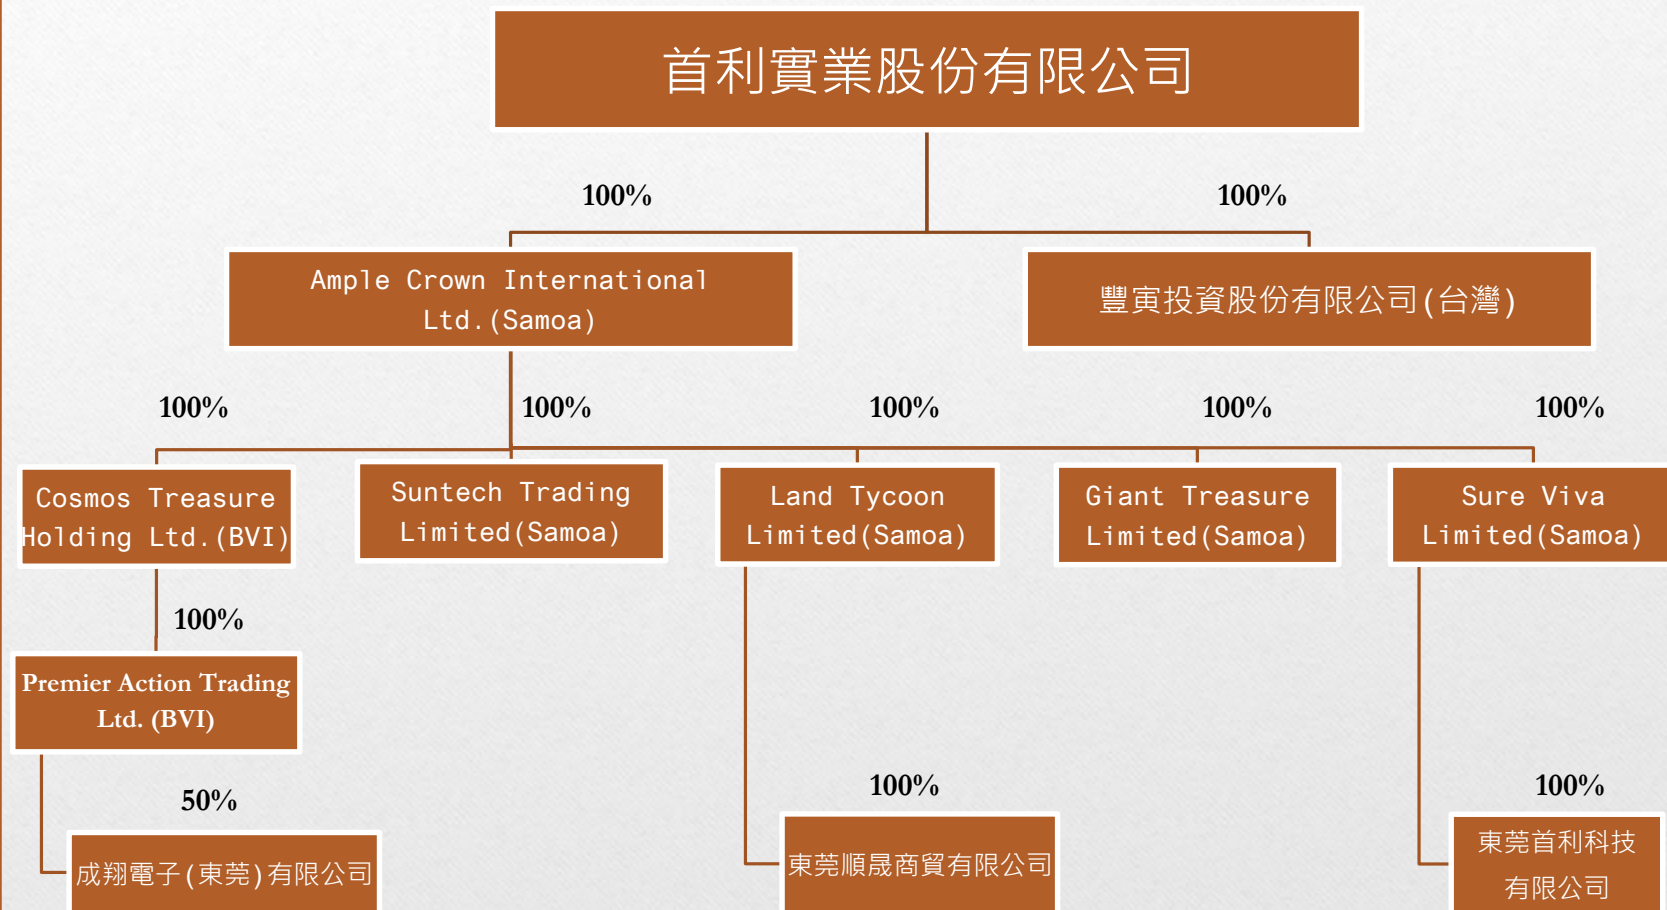 首利實業股份有限公司
100%
100%
Ample Crown International
Ltd.(Samoa)
豐寅投資股份有限公司(台灣)
100%
100%
100%
100%
100%
Cosmos Treasure
Holding Ltd.(BVI)
Suntech Trading
Limited(Samoa)
Land Tycoon
Limited(Samoa)
Giant Treasure
Limited(Samoa)
Sure Viva
Limited(Samoa)
100%
Premier Action Trading
Ltd. (BVI)
50%
100%
100%
成翔電子(東莞)有限公司
東莞順晟商貿有限公司
東莞首利科技
有限公司